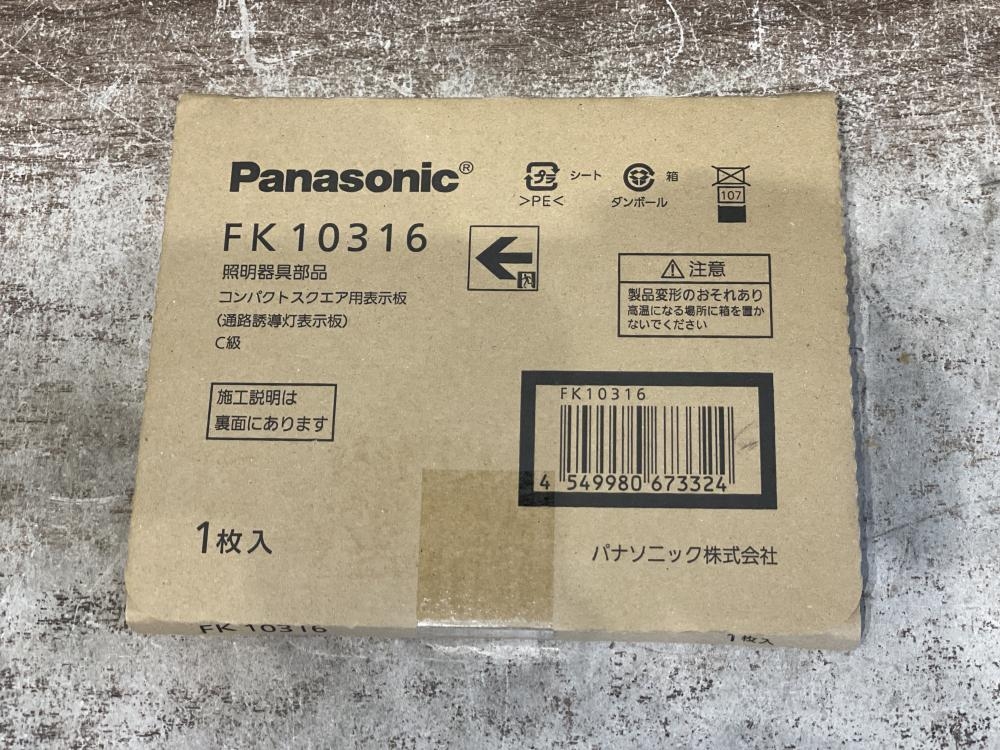 Panasonic®
FK10316
照明器具部品
コンパクトスクエア用表示板
(通路誘導灯表示板)
C級
施工説明は
裏面にあります
1枚入
プラ シート
>PE<
箱
ダンボール
107
注意
製品変形のおそれあり
高温になる場所に箱を置か
ないでください
FK10316
4 549980 673324
パナソニック株式会社
FK10316
1枚入